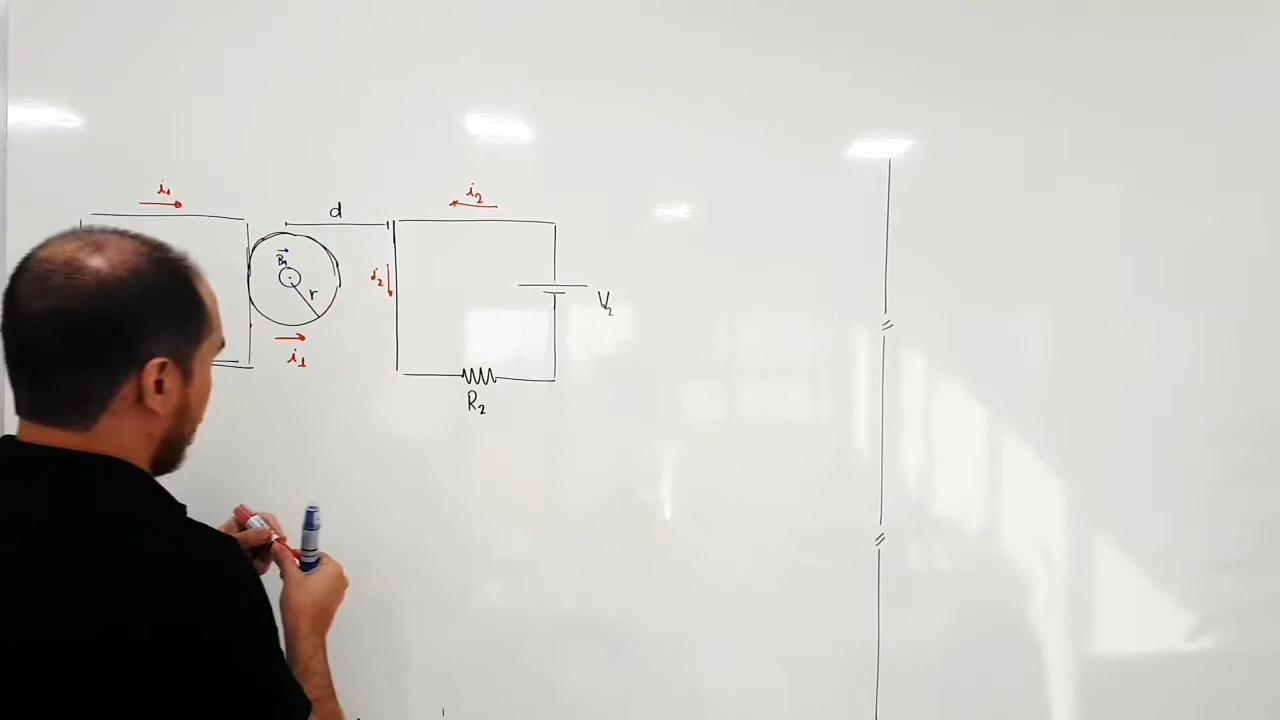 i₁
d
i₂
B₁
r
i₂
i₁
V₂
R₂